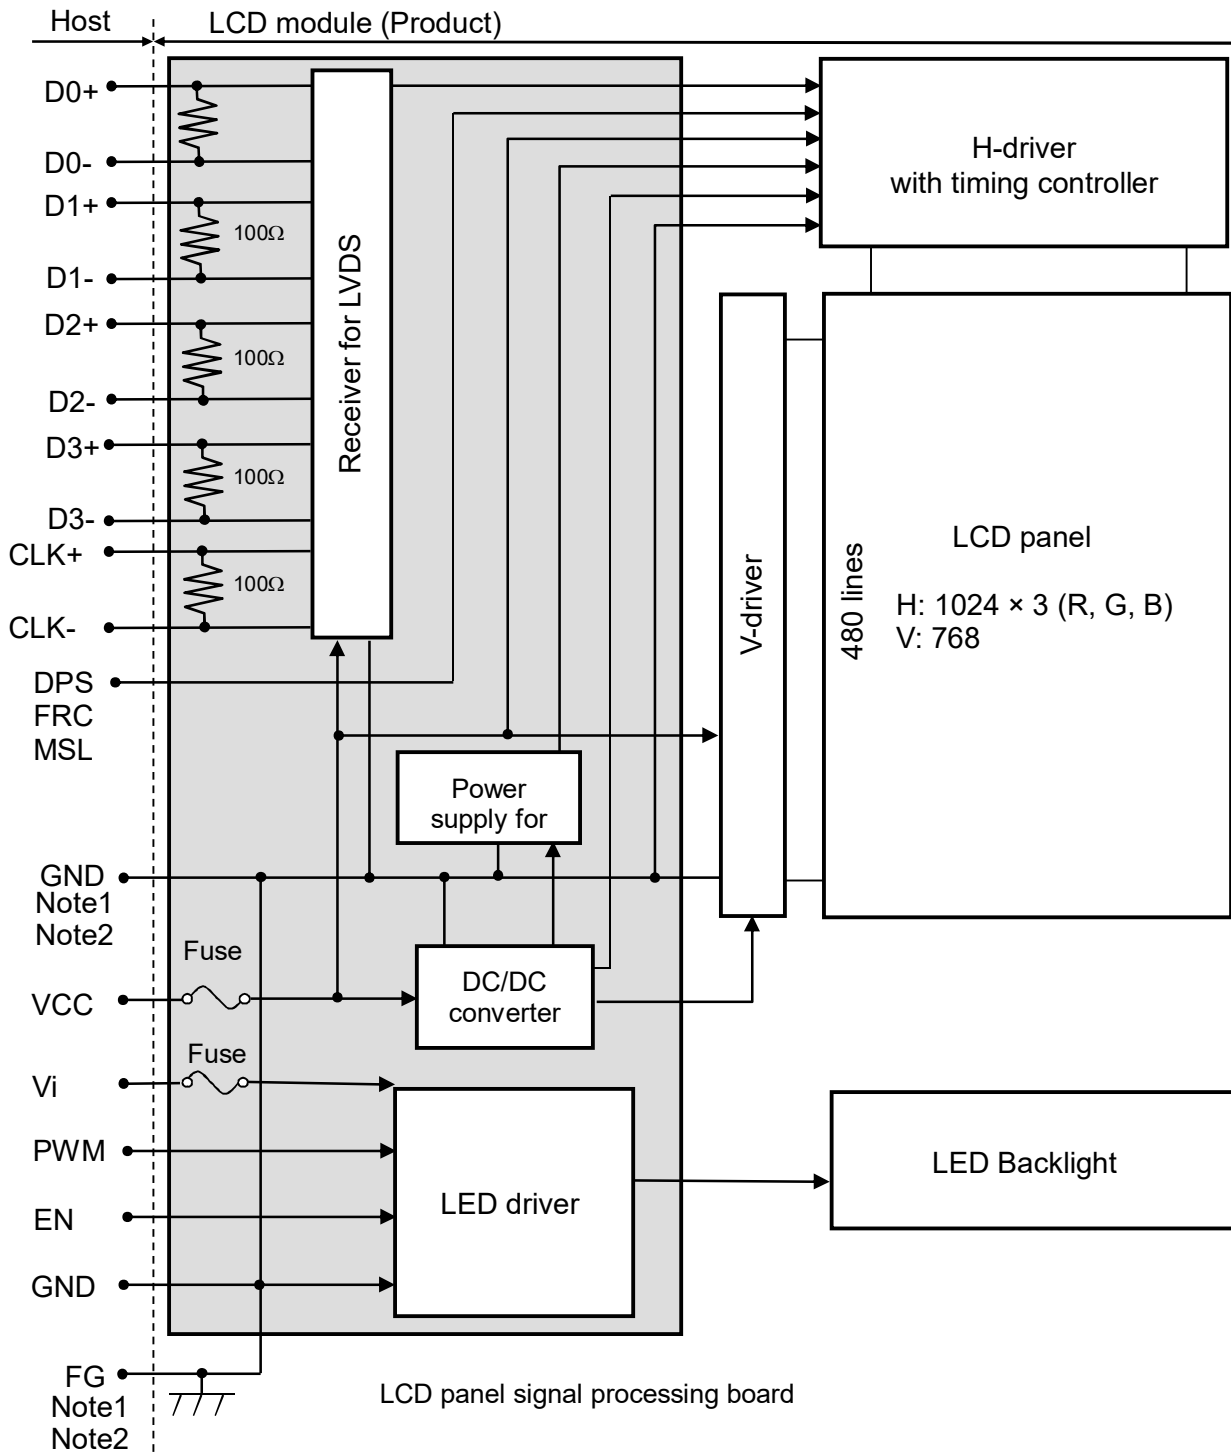 Host
LCD module (Product)
D0+
D0-
D1+
100Ω
D1-
D2+
100Ω
D2-
D3+
100Ω
D3-
CLK+
100Ω
CLK-
DPS
FRC
MSL
GND
Note1
Note2
Fuse
VCC
Fuse
Vi
PWM
EN
GND
FG
Note1
Note2
Receiver for LVDS
Power
supply for
DC/DC
converter
LED driver
H-driver
with timing controller
V-driver
480 lines
LCD panel
H: 1024 × 3 (R, G, B)
V: 768
LED Backlight
LCD panel signal processing board